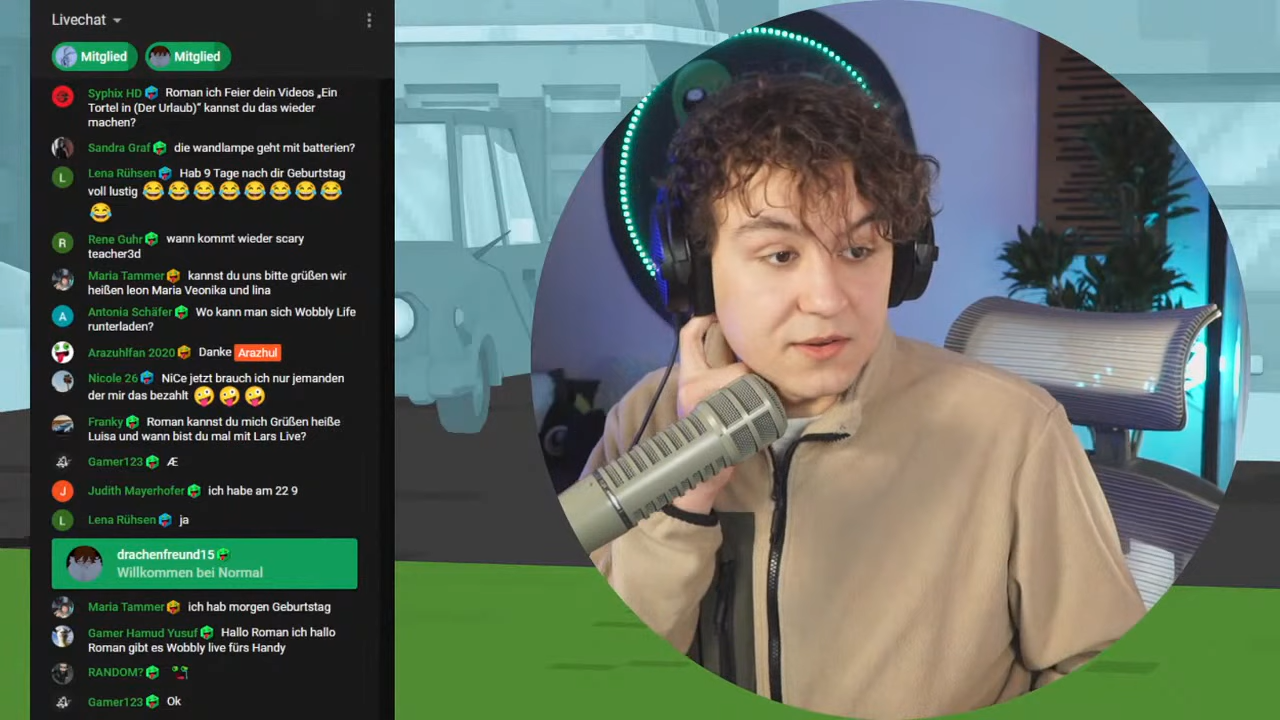 Livechat
Mitglied Mitglied
Syphix HD Roman ich Feier dein Videos „Ein
Tortel in (Der Urlaub)“ kannst du das wieder
machen?
Sandra Graf die wandlampe geht mit batterien?
Lena Rühsen Hab 9 Tage nach dir Geburtstag
voll lustig 😂😂😂😂😂😂😂😂
😂
Rene Guhr wann kommt wieder scary
teacher3d
Maria Tammer kannst du uns bitte grüßen wir
heißen leon Maria Veonika und lina
Antonia Schäfer Wo kann man sich Wobbly Life
runterladen?
Arazuhlfan 2020 Danke Arazhul
Nicole 26 NiCe jetzt brauch ich nur jemanden
der mir das bezahlt 🤪🤪🤪
Franky Roman kannst du mich Grüßen heiße
Luisa und wann bist du mal mit Lars Live?
Gamer123 Æ
Judith Mayerhofer ich habe am 22 9
Lena Rühsen ja
drachenfreund15
Willkommen bei Normal
Maria Tammer ich hab morgen Geburtstag
Gamer Hamud Yusuf Hallo Roman ich hallo
Roman gibt es Wobbly live fürs Handy
RANDOM?
Gamer123 Ok